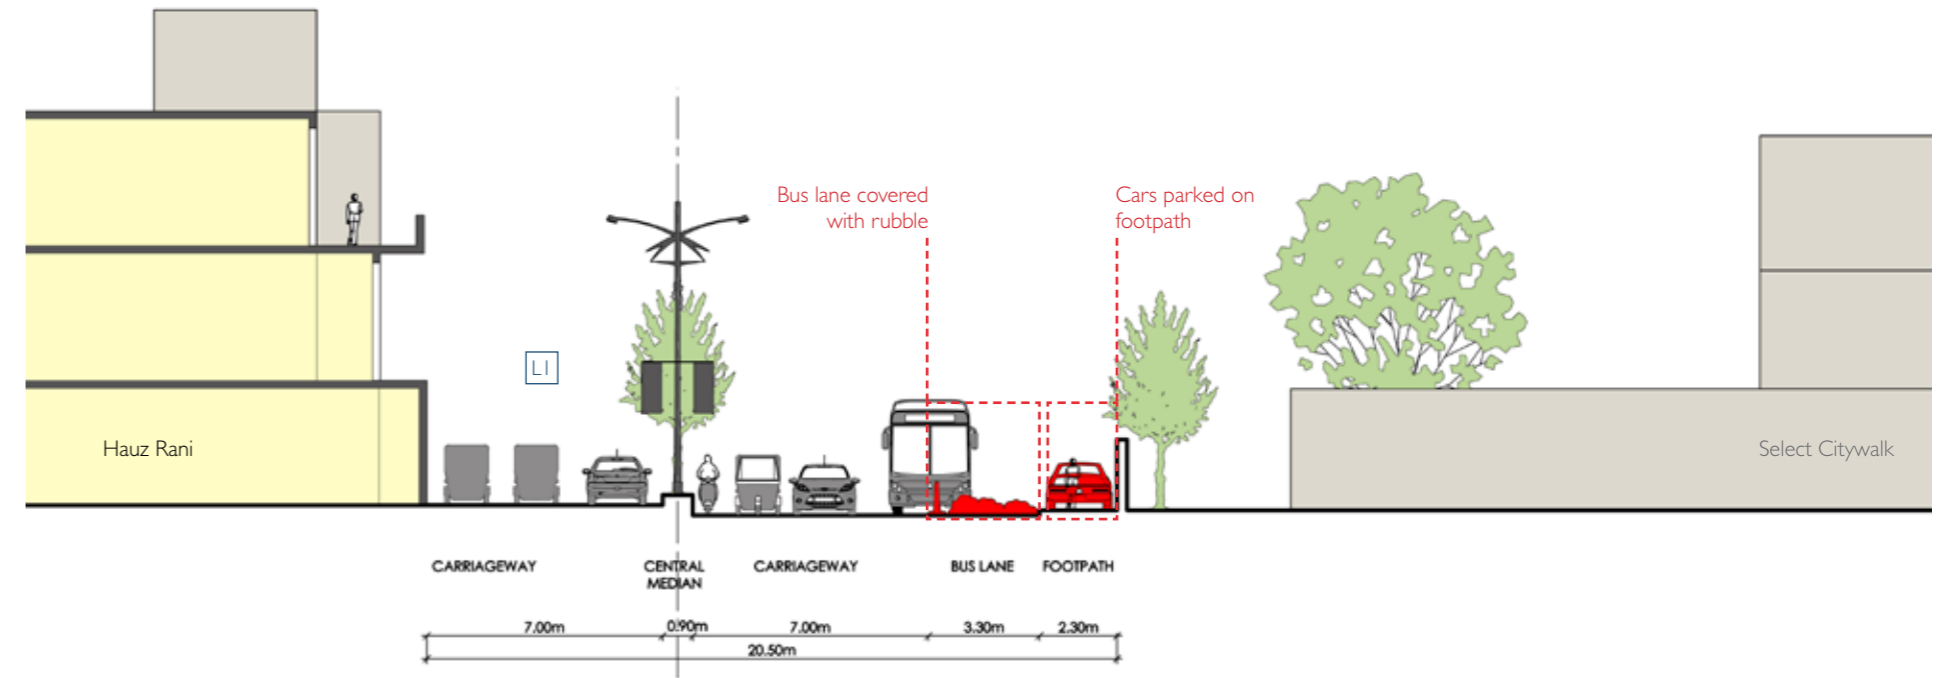 Bus lane covered
with rubble
Cars parked on
footpath
L1
Hauz Rani
Select Citywalk
CARRIAGEWAY
CENTRAL
MEDIAN
CARRIAGEWAY
BUS LANE
FOOTPATH
7.00m
0.90m
7.00m
3.30m
2.30m
20.50m